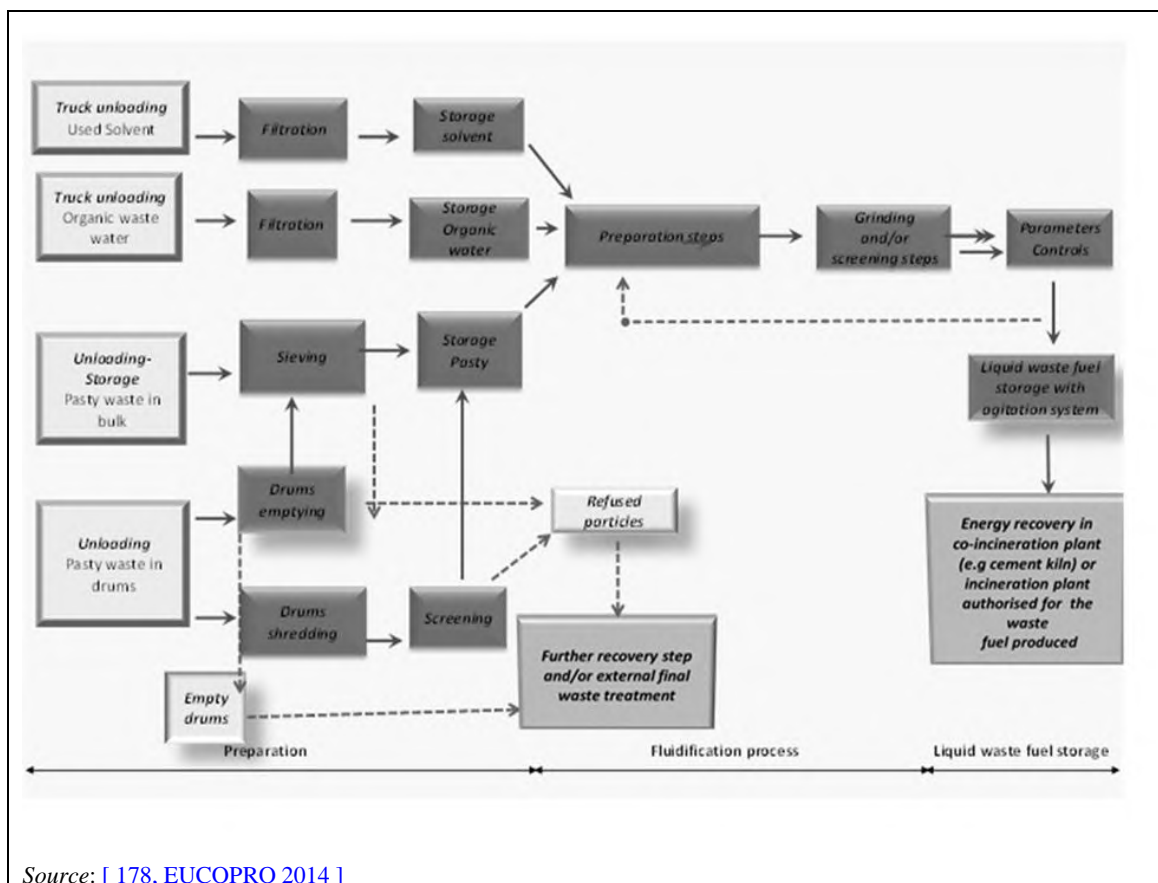 Truck unloading
Used Solvent
Filtration
Storage
solvent
Truck unloading
Organic waste
water
Filtration
Storage
Organic
water
Preparation steps
Grinding
and/or
screening steps
Parameters
Controls
Unloading-
Storage
Pasty waste in
bulk
Sieving
Storage
Pasty
Liquid waste fuel
storage with
agitation system
Unloading
Pasty waste in
drums
Drums
emptying
Refused
particles
Drums
shredding
Screening
Energy recovery in
co-incineration plant
(e.g cement kiln) or
incineration plant
authorised for the
waste
fuel produced
Further recovery step
and/or external final
waste treatment
Empty
drums
Preparation
Fluidification process
Liquid waste fuel storage
Source: [ 178, EUCOPRO 2014 ]